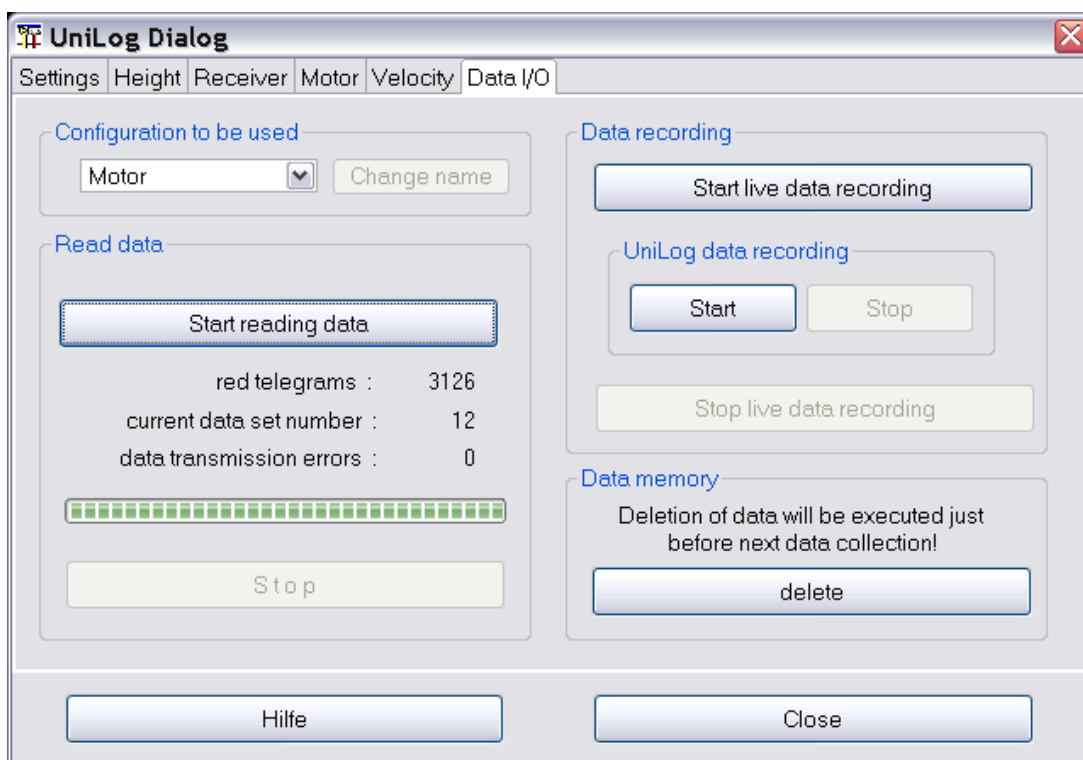 UniLog Dialog
Settings Height Receiver Motor Velocity Data I/O
Configuration to be used
Motor Change name
Read data
Start reading data
red telegrams : 3126
current data set number : 12
data transmission errors : 0
Stop
Data recording
Start live data recording
UniLog data recording
Start Stop
Stop live data recording
Data memory
Deletion of data will be executed just
before next data collection!
delete
Hilfe Close